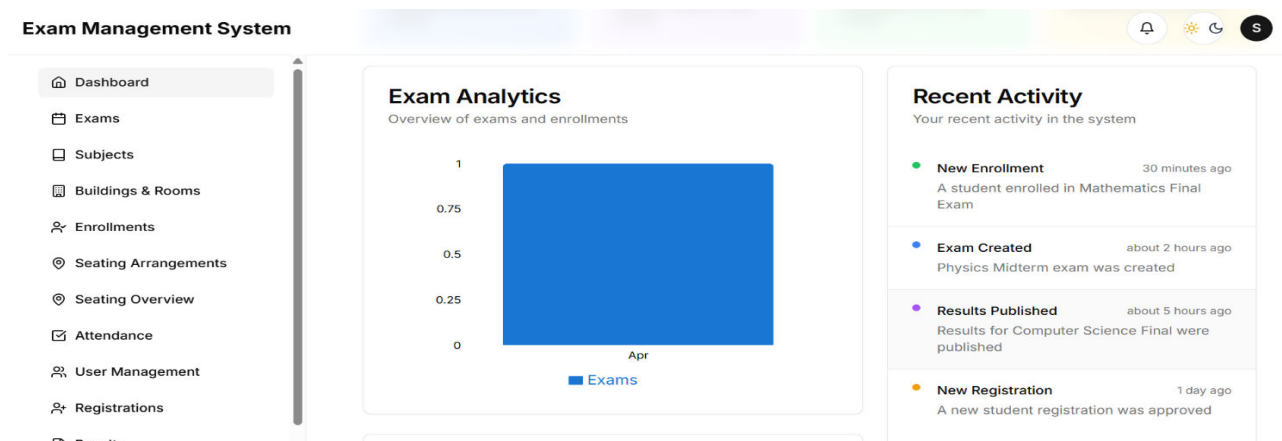 Exam Management System
S
Dashboard
Exams
Subjects
Buildings & Rooms
Enrollments
Seating Arrangements
Seating Overview
Attendance
User Management
Registrations
Exam Analytics
Overview of exams and enrollments
1
0.75
0.5
0.25
0
Apr
Exams
Recent Activity
Your recent activity in the system
New Enrollment 30 minutes ago
A student enrolled in Mathematics Final
Exam
Exam Created about 2 hours ago
Physics Midterm exam was created
Results Published about 5 hours ago
Results for Computer Science Final were
published
New Registration 1 day ago
A new student registration was approved